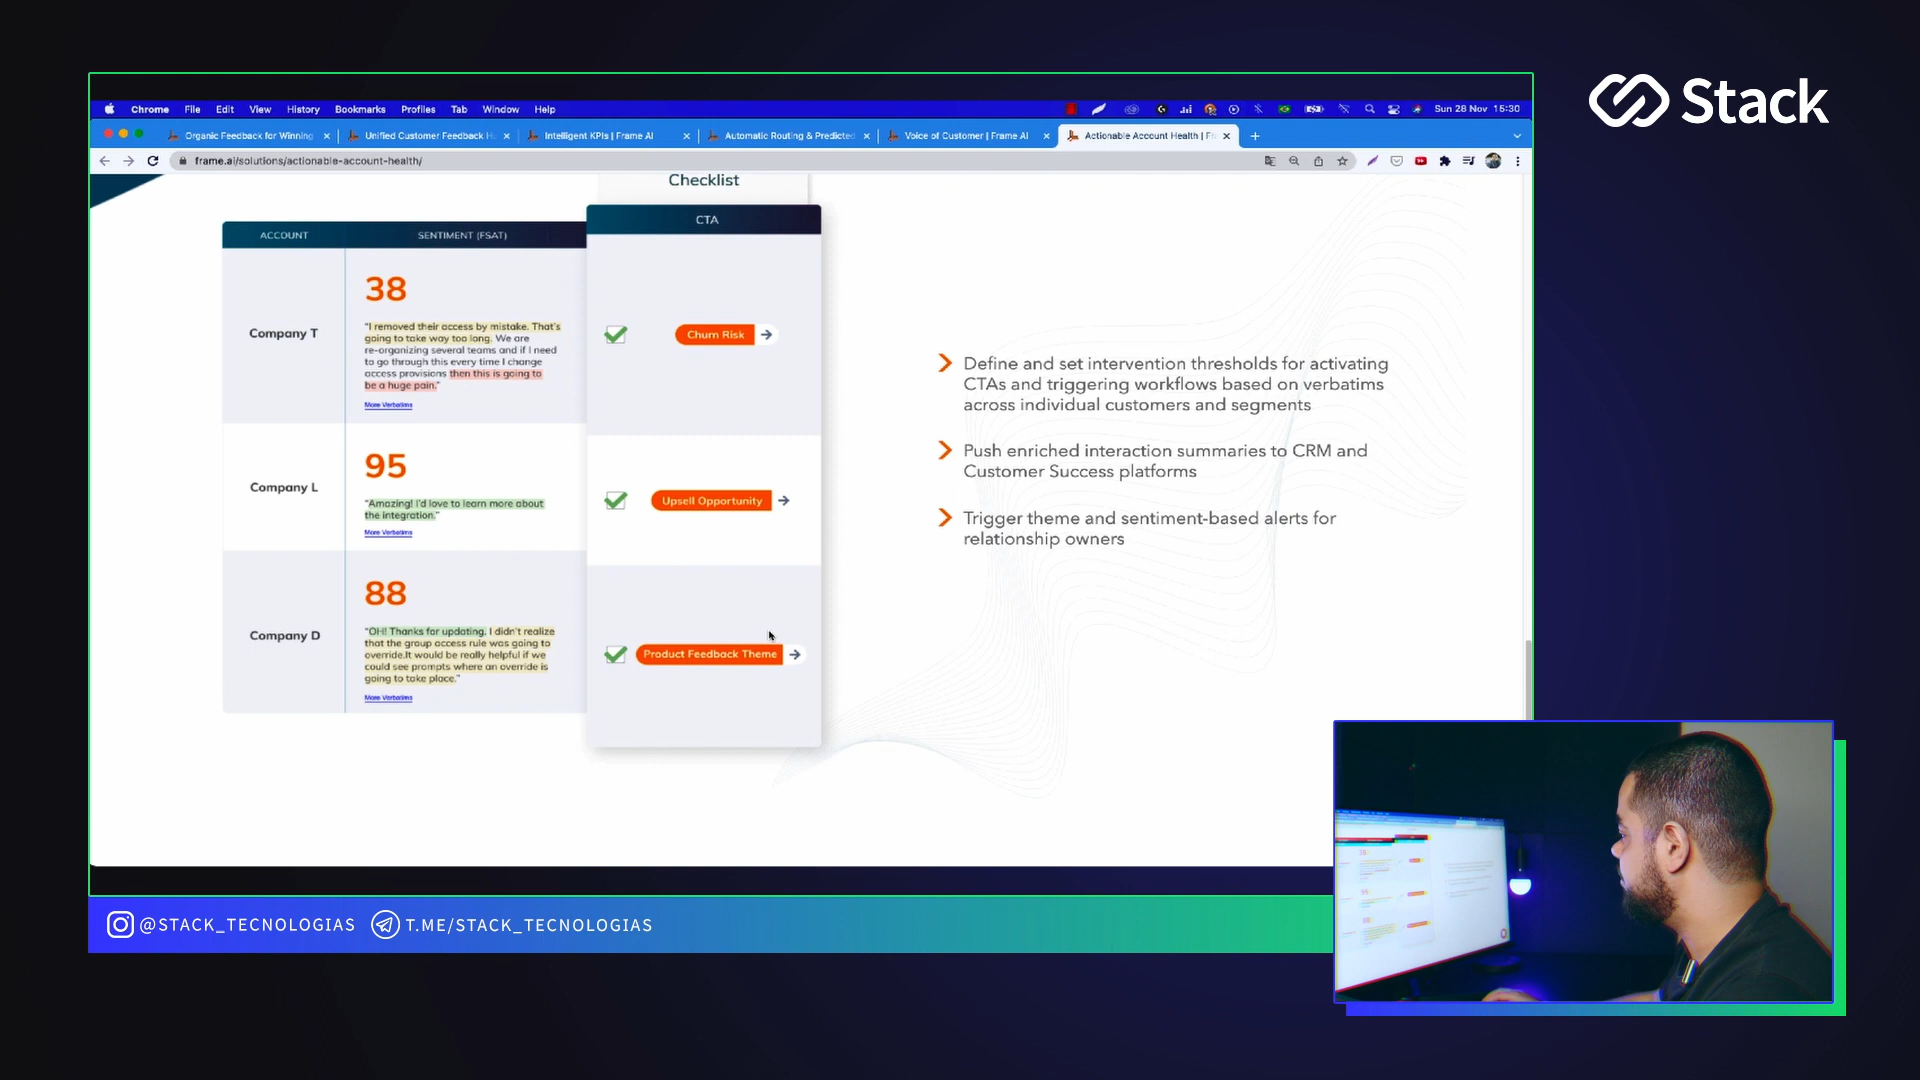 Stack
Chrome File Edit View History Bookmarks Profiles Tab Window Help
Sun 28 Nov 15:30
Organic Feedback for Winning
Unified Customer Feedback H
Intelligent KPIs | Frame AI
Automatic Routing & Predicted
Voice of Customer | Frame AI
Actionable Account Health | F
frame.ai/solutions/actionable-account-health/
Checklist
ACCOUNT
SENTIMENT (FSAT)
CTA
Company T
38
"I removed their access by mistake. That's
going to take way too long. We are
re-organizing several teams and if I need
to go through this every time I change
access provisions then this is going to
be a huge pain."
More Verbatims
Churn Risk
Company L
95
"Amazing! I'd love to learn more about
the integration."
More Verbatims
Upsell Opportunity
Company D
88
"OH! Thanks for updating. I didn't realize
that the group access rule was going to
override.It would be really helpful if we
could see prompts where an override is
going to take place."
More Verbatims
Product Feedback Theme
Define and set intervention thresholds for activating
CTAs and triggering workflows based on verbatims
across individual customers and segments
Push enriched interaction summaries to CRM and
Customer Success platforms
Trigger theme and sentiment-based alerts for
relationship owners
@STACK_TECNOLOGIAS
T.ME/STACK_TECNOLOGIAS